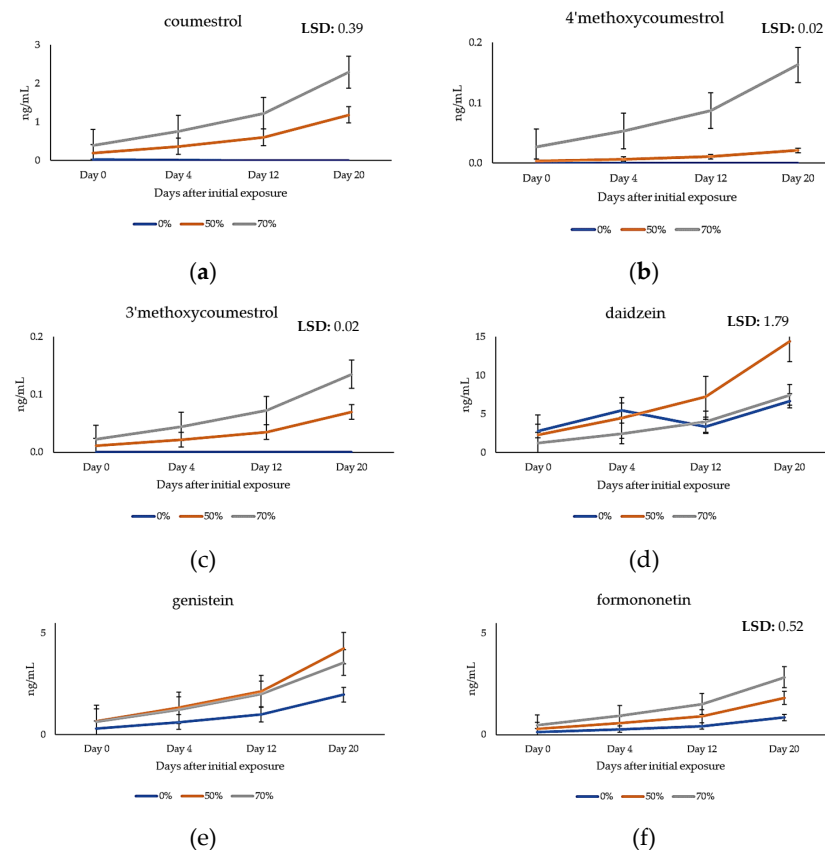 coumestrol
LSD: 0.39
3
2
1
0
ng/mL
Day 0 Day 4 Day 12 Day 20
Days after initial exposure
0% 50% 70%
(a)
4'methoxycoumestrol
LSD: 0.02
0.2
0.1
0.0
ng/mL
Day 0 Day 4 Day 12 Day 20
Days after initial exposure
0% 50% 70%
(b)
3'methoxycoumestrol
LSD: 0.02
0.2
0.1
0.0
ng/mL
Day 0 Day 4 Day 12 Day 20
Days after initial exposure
0% 50% 70%
(c)
daidzein
LSD: 1.79
15
10
5
0
ng/mL
Day 0 Day 4 Day 12 Day 20
Days after initial exposure
0% 50% 70%
(d)
genistein
5
0
ng/mL
Day 0 Day 4 Day 12 Day 20
Days after initial exposure
0% 50% 70%
(e)
formononetin
LSD: 0.52
5
0
ng/mL
Day 0 Day 4 Day 12 Day 20
Days after initial exposure
0% 50% 70%
(f)